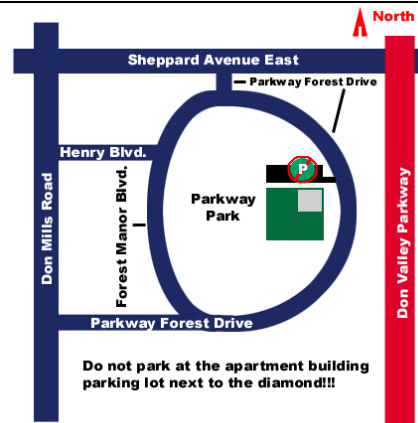 North
Sheppard Avenue East
Parkway Forest Drive
Henry Blvd.
P
Parkway
Park
Forest Manor Blvd.
Don Mills Road
Don Valley Parkway
Parkway Forest Drive
Do not park at the apartment building
parking lot next to the diamond!!!